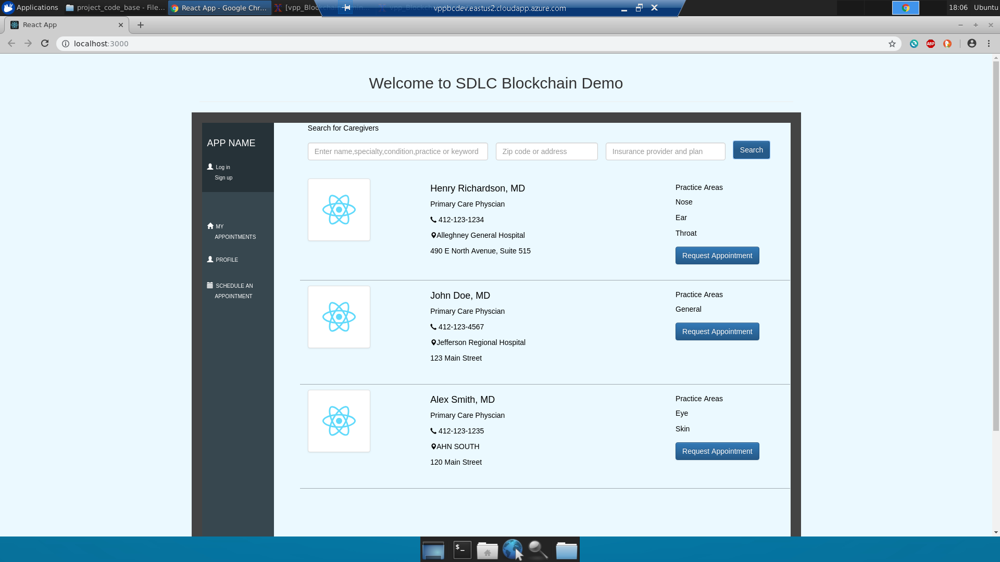 Applications
project_code_base - File...
React App - Google Chr...
[vpp_Bloc
vppbcdev.eastus2.cloudapp.azure.com
18:06
Ubuntu
React App
localhost:3000
ABP
Welcome to SDLC Blockchain Demo
APP NAME
Log in
Sign up
MY
APPOINTMENTS
PROFILE
SCHEDULE AN
APPOINTMENT
Search for Caregivers
Enter name,specialty,condition,practice or keyword
Zip code or address
Insurance provider and plan
Search
Henry Richardson, MD
Primary Care Physcian
412-123-1234
Alleghney General Hospital
490 E North Avenue, Suite 515
Practice Areas
Nose
Ear
Throat
Request Appointment
John Doe, MD
Primary Care Physcian
412-123-4567
Jefferson Regional Hospital
123 Main Street
Practice Areas
General
Request Appointment
Alex Smith, MD
Primary Care Physcian
412-123-1235
AHN SOUTH
120 Main Street
Practice Areas
Eye
Skin
Request Appointment
$_